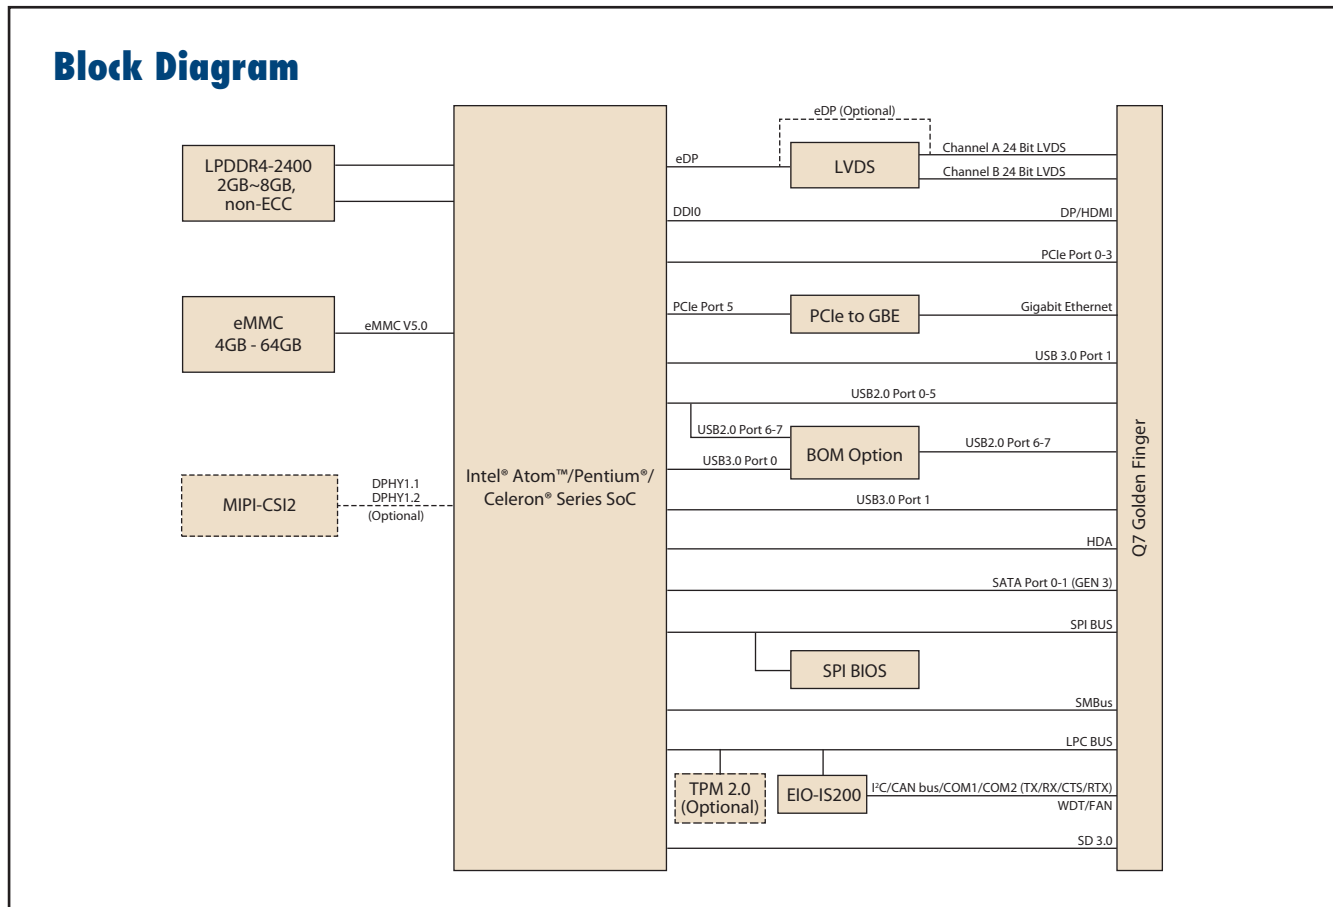 Block Diagram
LPDDR4-2400
2GB~8GB,
non-ECC
eMMC
4GB - 64GB
eMMC V5.0
MIPI-CSI2
DPHY1.1
DPHY1.2
(Optional)
Intel® Atom™/Pentium®/
Celeron® Series SoC
eDP (Optional)
eDP
LVDS
Channel A 24 Bit LVDS
Channel B 24 Bit LVDS
DDI0
DP/HDMI
PCIe Port 0-3
PCIe Port 5
PCIe to GBE
Gigabit Ethernet
USB 3.0 Port 1
USB2.0 Port 0-5
USB2.0 Port 6-7
USB3.0 Port 0
BOM Option
USB2.0 Port 6-7
USB3.0 Port 1
HDA
SATA Port 0-1 (GEN 3)
SPI BUS
SPI BIOS
SMBus
LPC BUS
TPM 2.0
(Optional)
EIO-IS200
I²C/CAN bus/COM1/COM2 (TX/RX/CTS/RTX)
WDT/FAN
SD 3.0
Q7 Golden Finger